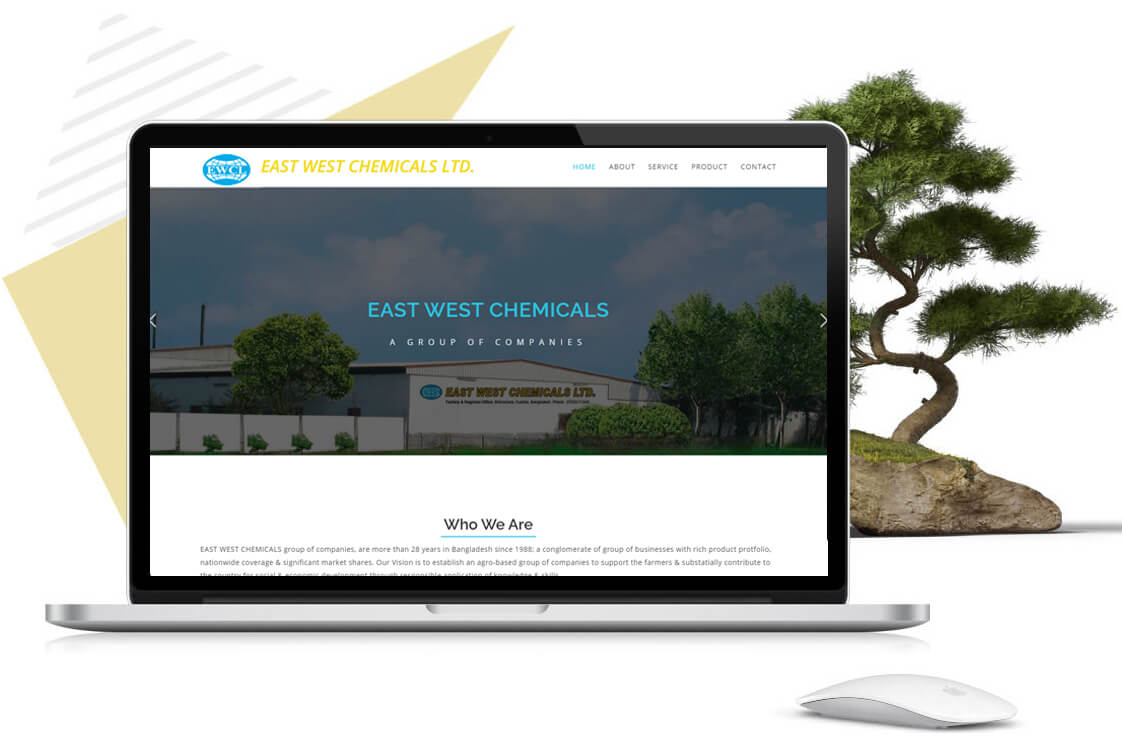 EWCL
EAST WEST CHEMICALS LTD.
HOME ABOUT SERVICE PRODUCT CONTACT
EAST WEST CHEMICALS
A GROUP OF COMPANIES
EAST WEST CHEMICALS LTD.
Who We Are
EAST WEST CHEMICALS group of companies, are more than 28 years in Bangladesh since 1988; a conglomerate of group of businesses with rich product protfolio,
nationwide coverage & significant market shares. Our Vision is to establish an agro-based group of companies to support the farmers & substatially contribute to
the country for social & economic development through responsible application of knowledge & skills